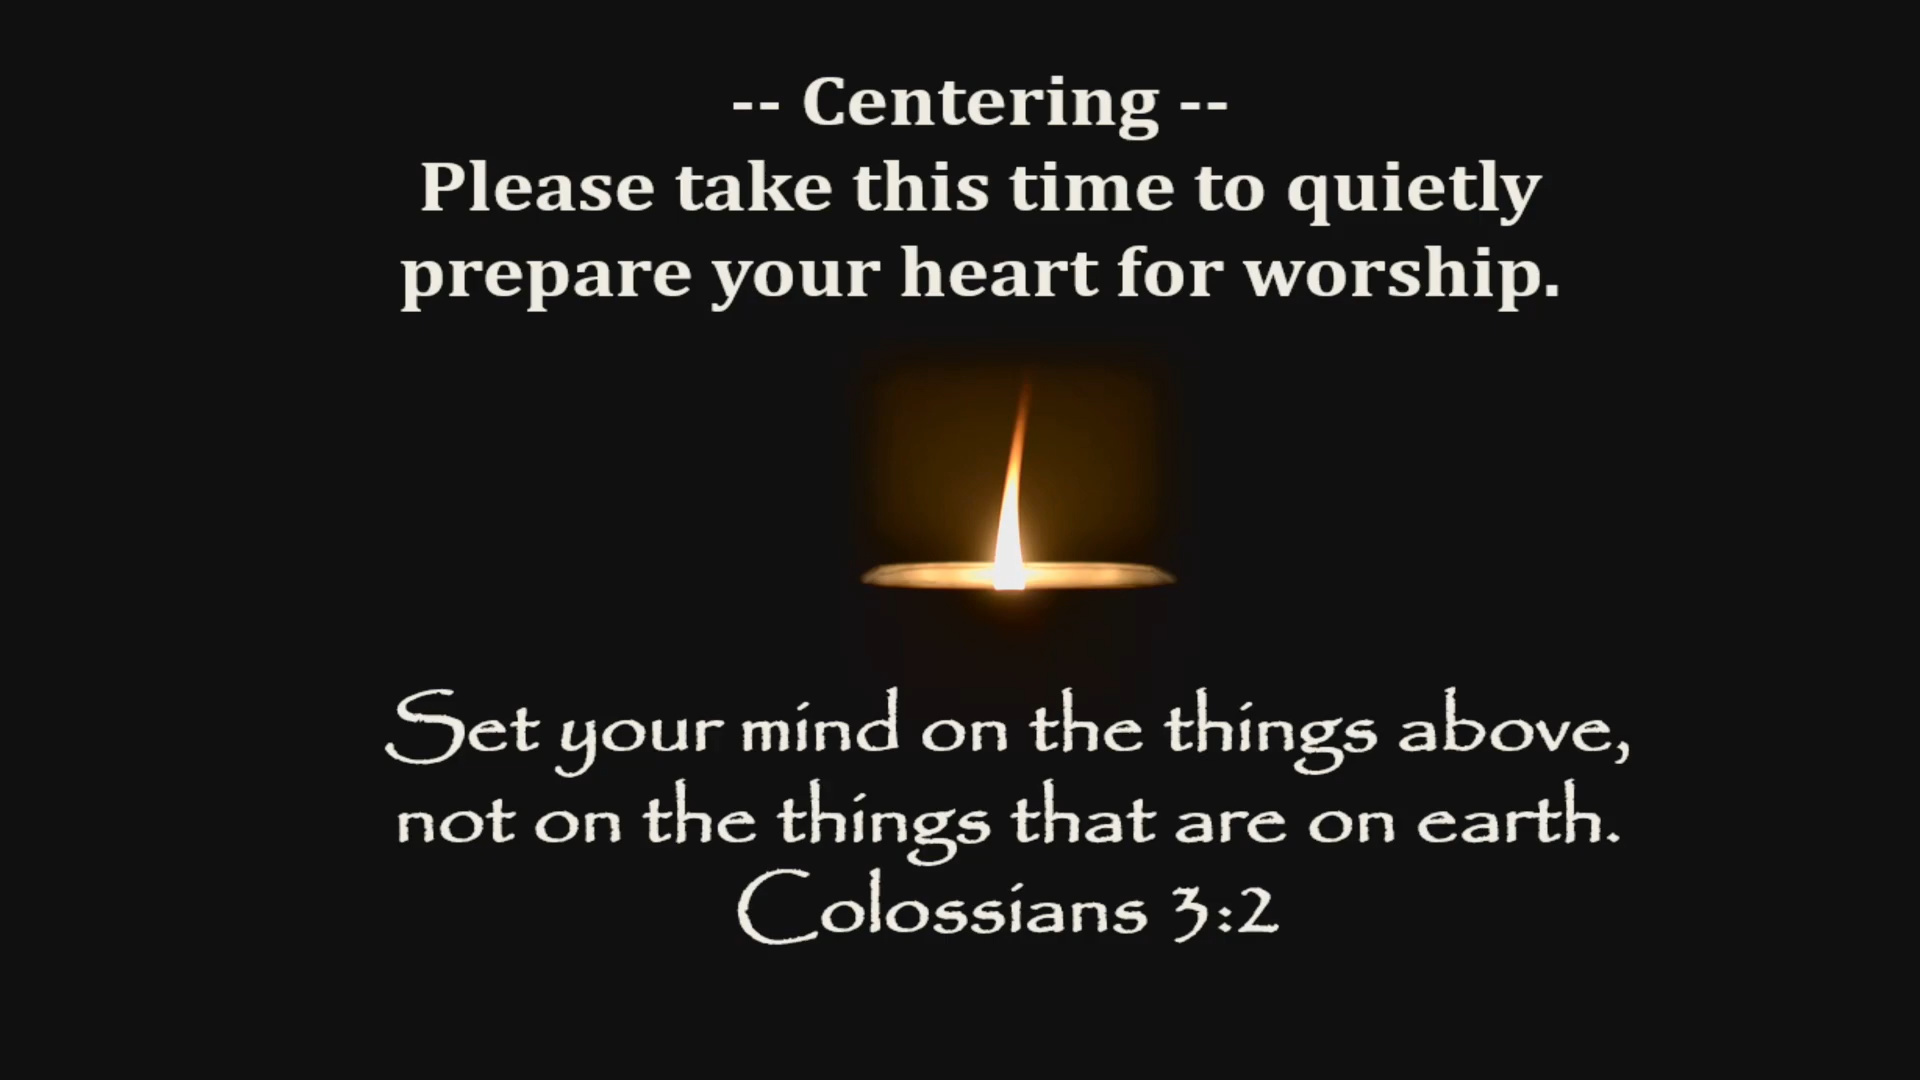 -- Centering --
Please take this time to quietly
prepare your heart for worship.
Set your mind on the things above,
not on the things that are on earth.
Colossians 3:2